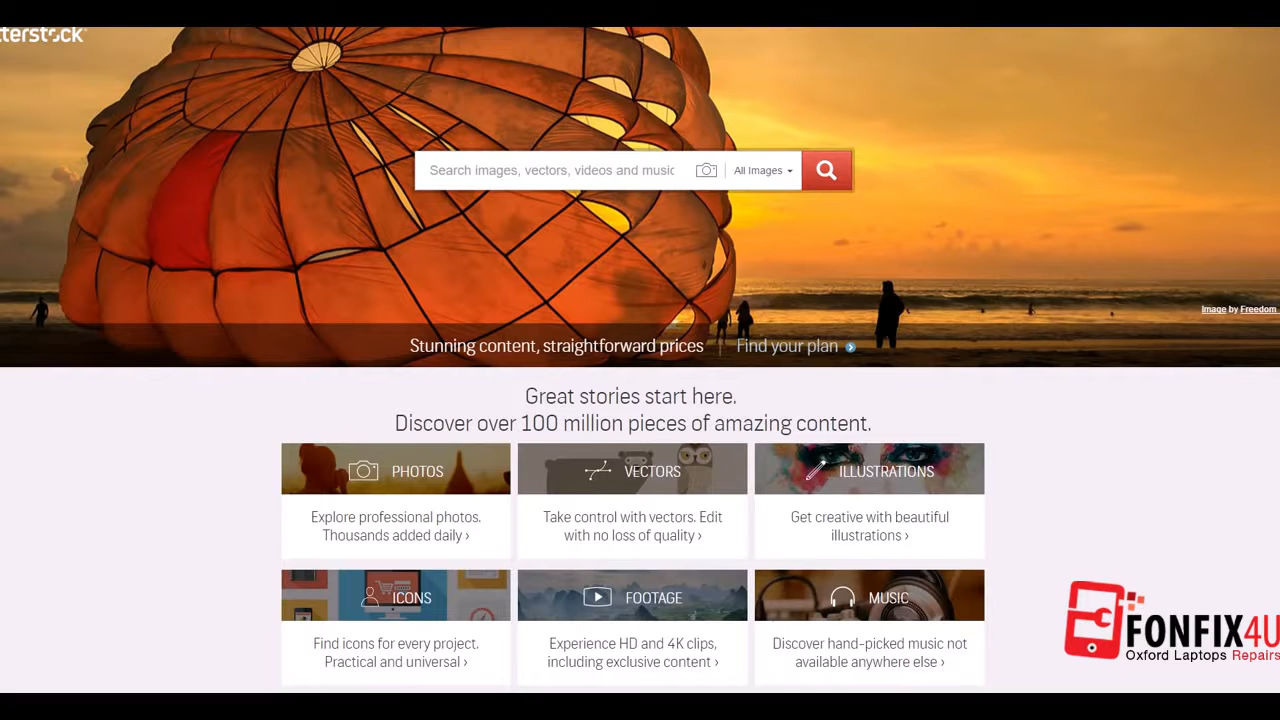 tterstock
Search images, vectors, videos and music
All Images
Image by Freedom
Stunning content, straightforward prices
Find your plan
Great stories start here.
Discover over 100 million pieces of amazing content.
PHOTOS
VECTORS
ILLUSTRATIONS
Explore professional photos.
Thousands added daily ›
Take control with vectors. Edit
with no loss of quality ›
Get creative with beautiful
illustrations ›
ICONS
FOOTAGE
MUSIC
Find icons for every project.
Practical and universal ›
Experience HD and 4K clips,
including exclusive content ›
Discover hand-picked music not
available anywhere else ›
FONFIX4U
Oxford Laptops Repairs